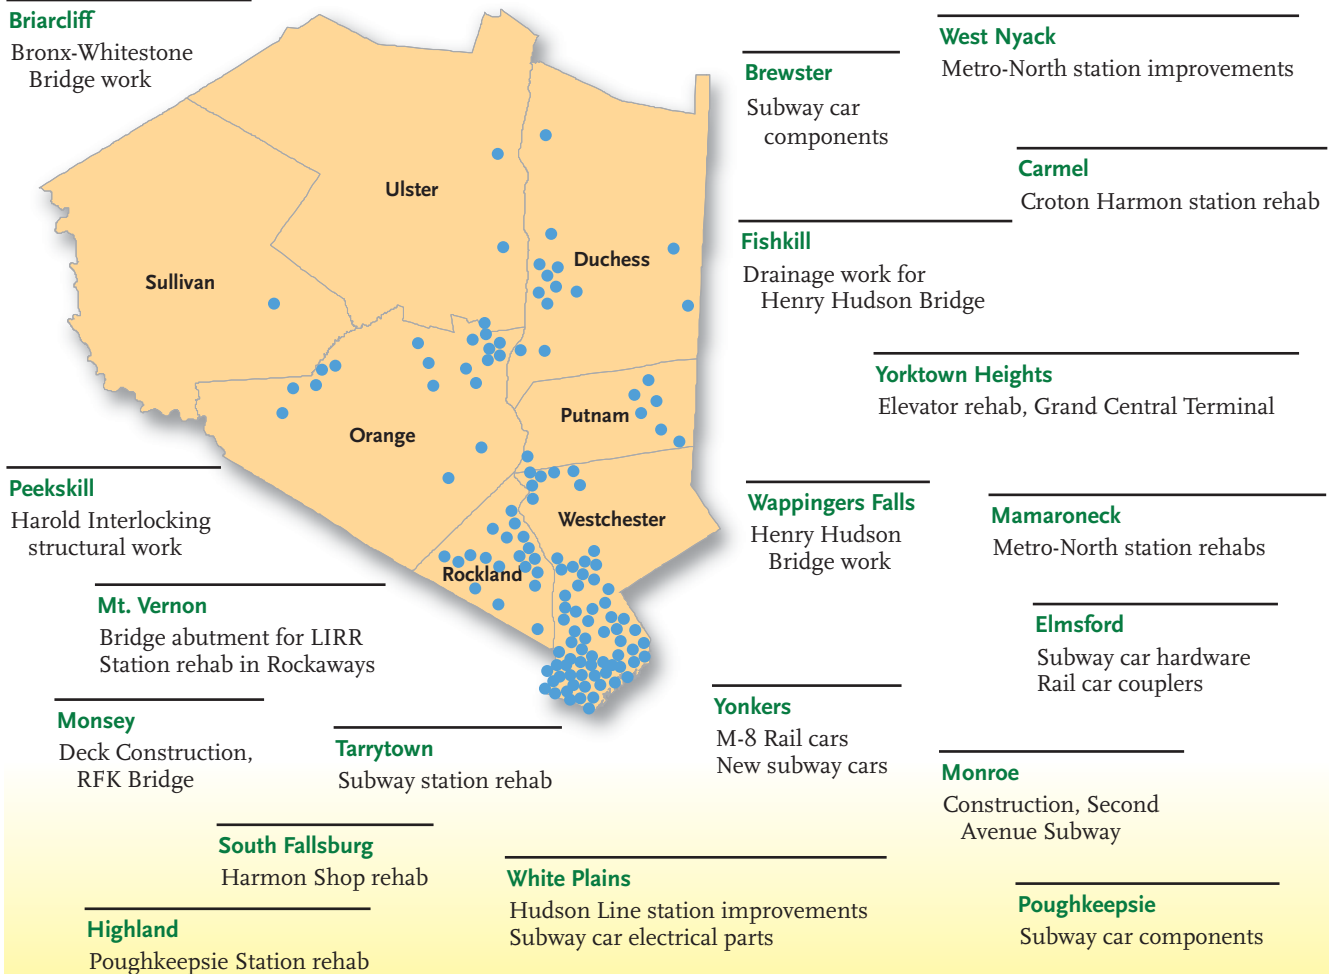 Briarcliff
Bronx-Whitestone
Bridge work
West Nyack
Metro-North station improvements
Brewster
Subway car
components
Carmel
Croton Harmon station rehab
Ulster
Fishkill
Drainage work for
Henry Hudson Bridge
Duchess
Sullivan
Yorktown Heights
Elevator rehab, Grand Central Terminal
Putnam
Orange
Peekskill
Harold Interlocking
structural work
Westchester
Wappingers Falls
Henry Hudson
Bridge work
Mamaroneck
Metro-North station rehabs
Rockland
Mt. Vernon
Bridge abutment for LIRR
Station rehab in Rockaways
Elmsford
Subway car hardware
Rail car couplers
Monsey
Deck Construction,
RFK Bridge
Tarrytown
Subway station rehab
Yonkers
M-8 Rail cars
New subway cars
Monroe
Construction, Second
Avenue Subway
South Fallsburg
Harmon Shop rehab
White Plains
Hudson Line station improvements
Subway car electrical parts
Poughkeepsie
Subway car components
Highland
Poughkeepsie Station rehab